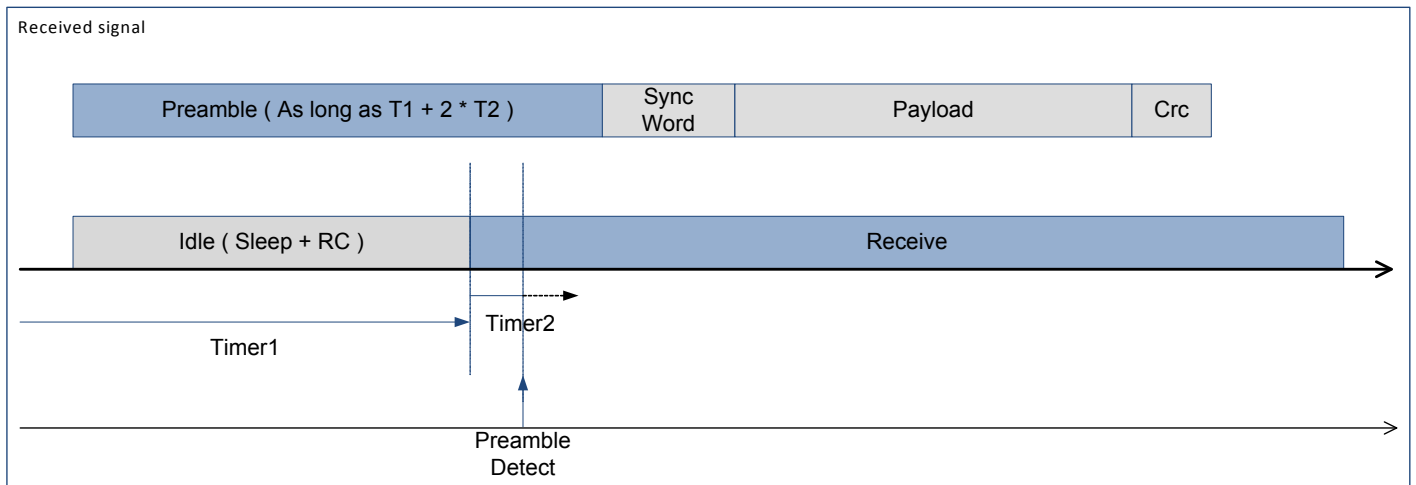 Received signal
Preamble ( As long as T1 + 2 * T2 )
Sync
Word
Payload
Crc
Idle ( Sleep + RC )
Receive
Timer2
Timer1
Preamble
Detect